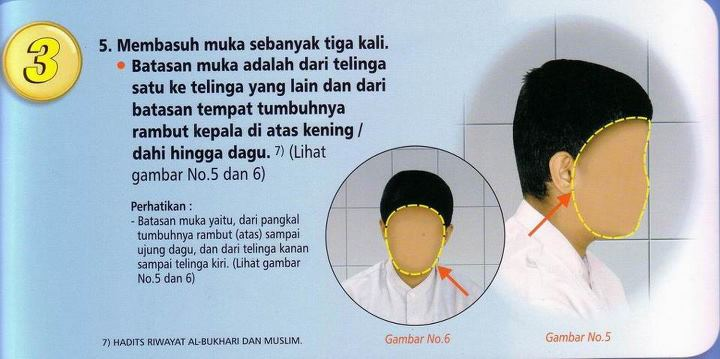 3
5. Membasuh muka sebanyak tiga kali.
• Batasan muka adalah dari telinga
satu ke telinga yang lain dan dari
batasan tempat tumbuhnya
rambut kepala di atas kening /
dahi hingga dagu. 7) (Lihat
gambar No.5 dan 6)
Perhatikan :
- Batasan muka yaitu, dari pangkal
tumbuhnya rambut (atas) sampai
ujung dagu, dan dari telinga kanan
sampai telinga kiri. (Lihat gambar
No.5 dan 6)
7) HADITS RIWAYAT AL-BUKHARI DAN MUSLIM.
Gambar No.6
Gambar No.5